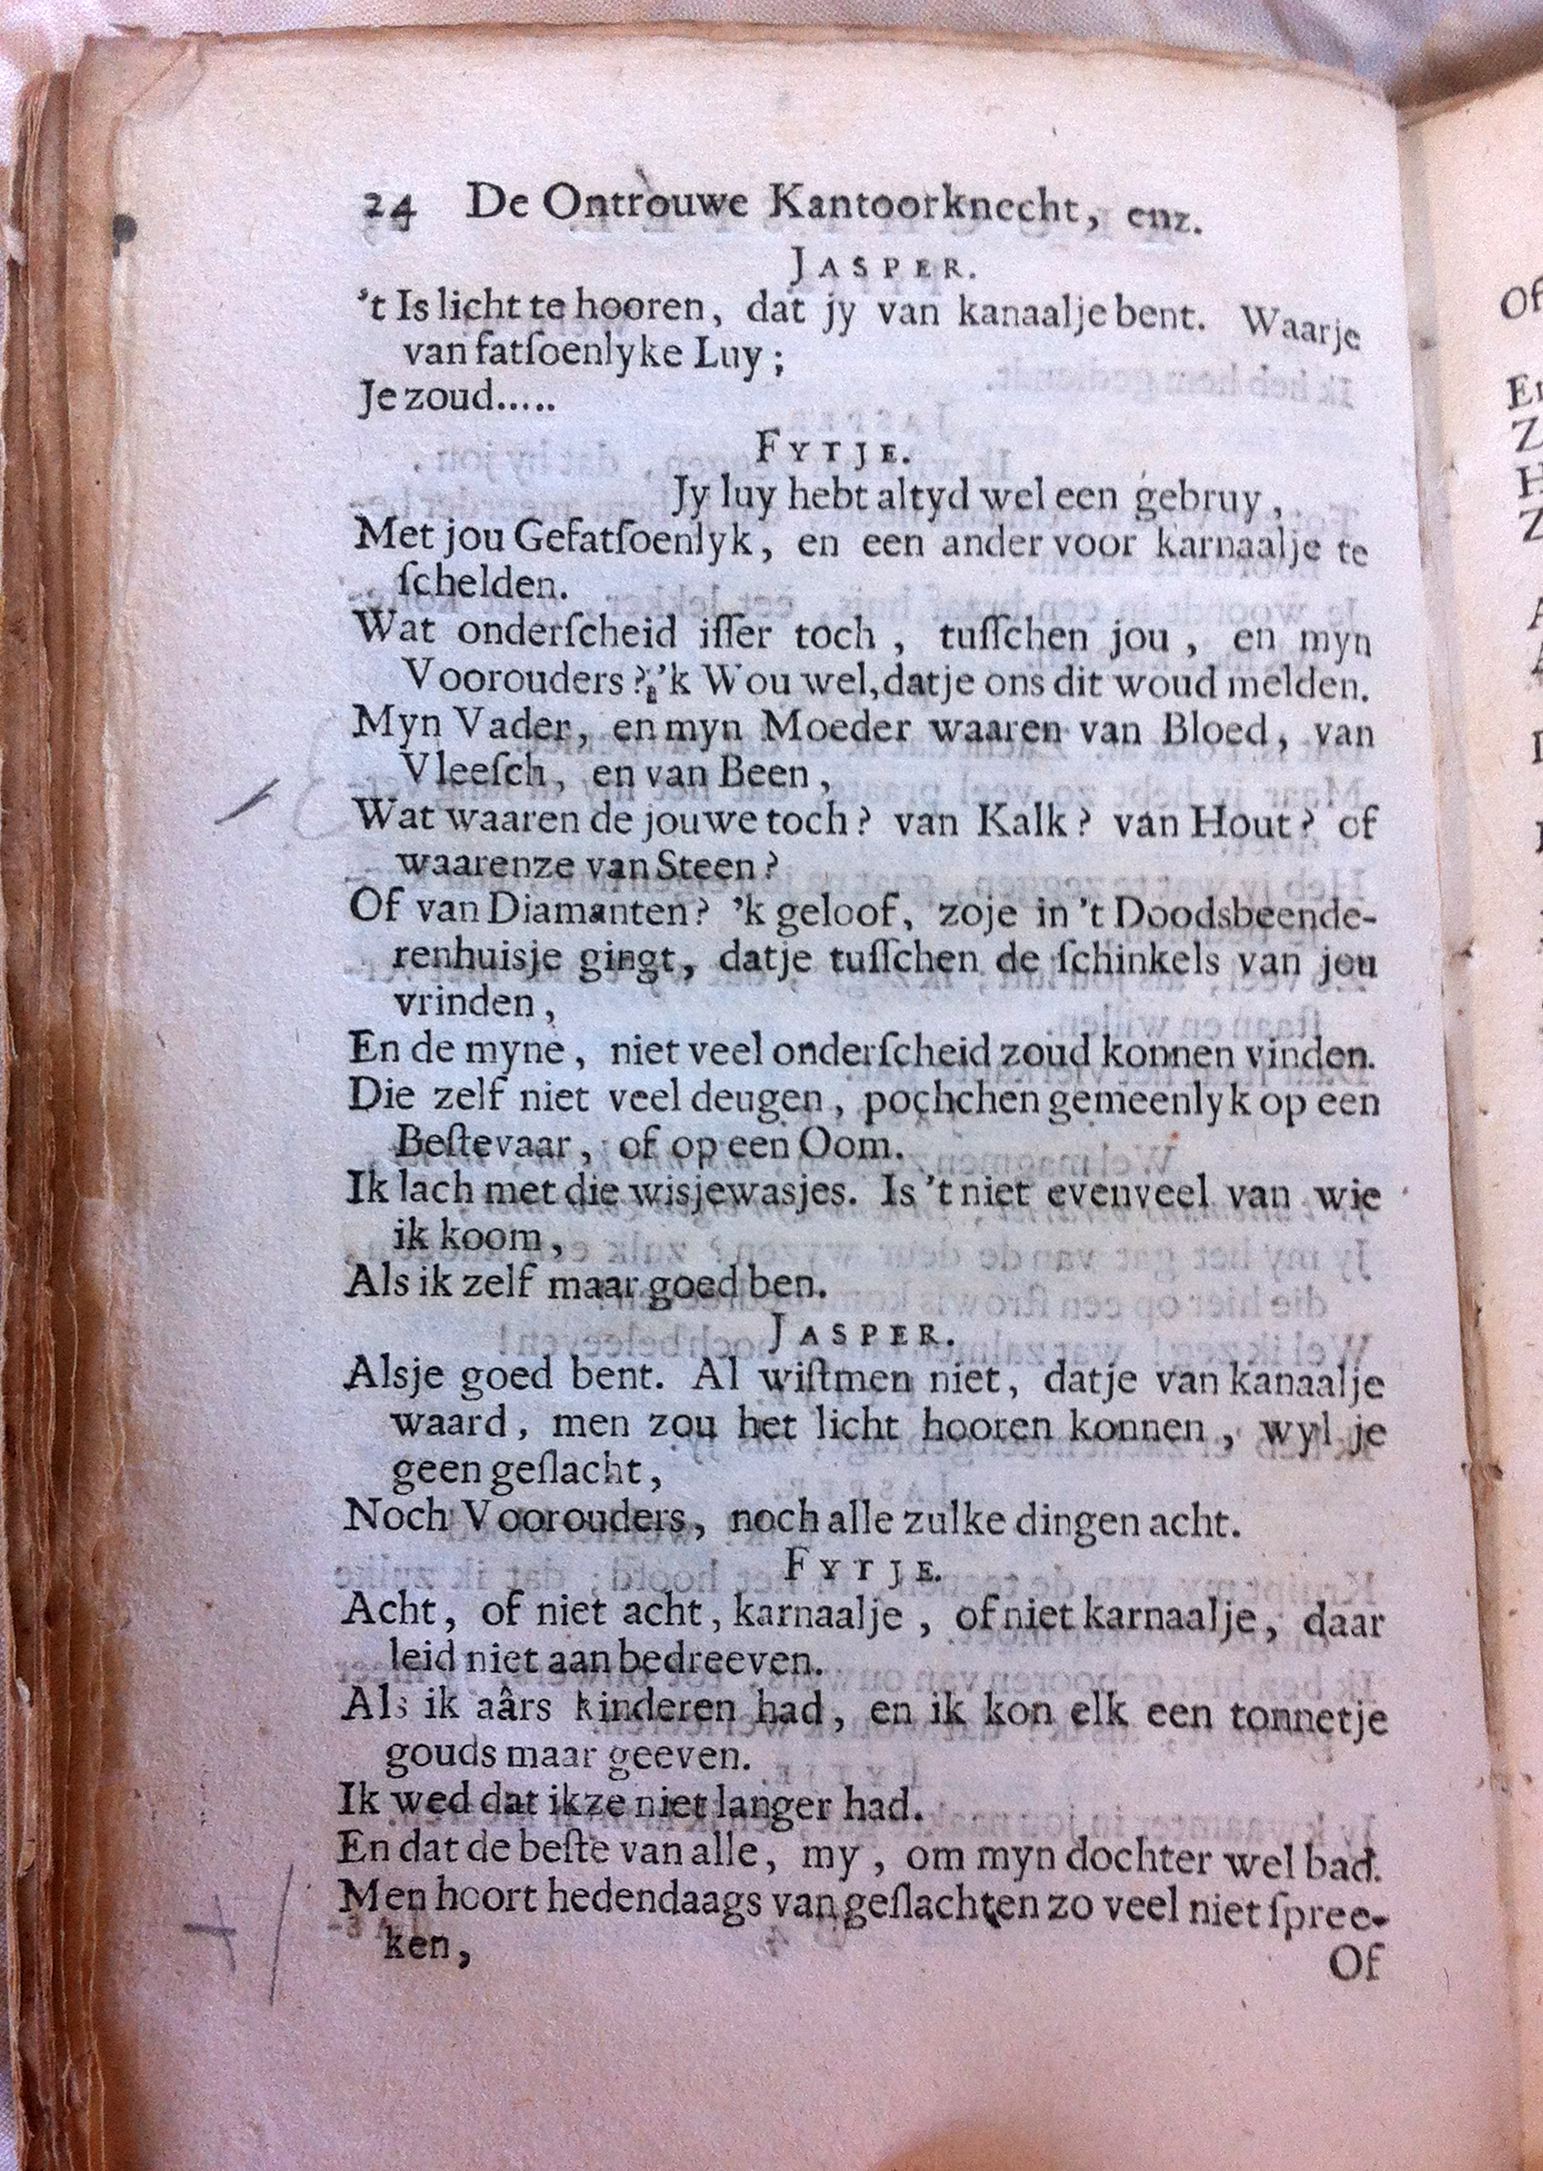 24 De Ontrouwe Kantoorknecht, enz.
JASPER.
't Is licht te hooren, dat jy van kanaalje bent. Waarje
van fatſoenlyke Luy;
Je zoud.....
FYTJE.
Jy luy hebt altyd wel een gebruy,
Met jou Gefatſoenlyk, en een ander voor karnaalje te
ſchelden.
Wat onderſcheid iſſer toch, tuſſchen jou, en myn
Voorouders? 'k Wou wel, datje ons dit woud melden.
Myn Vader, en myn Moeder waaren van Bloed, van
Vleeſch, en van Been,
Wat waaren de jouwe toch? van Kalk? van Hout? of
waarenze van Steen?
Of van Diamanten? 'k geloof, zoje in 't Doodsbeende-
renhuisje gingt, datje tuſſchen de ſchinkels van jou
vrinden,
En de myne, niet veel onderſcheid zoud konnen vinden.
Die zelf niet veel deugen, pochchen gemeenlyk op een
Beſtevaar, of op een Oom.
Ik lach met die wisjewasjes. Is 't niet evenveel van wie
ik koom,
Als ik zelf maar goed ben.
JASPER.
Alsje goed bent. Al wiſtmen niet, datje van kanaalje
waard, men zou het licht hooren konnen, wyl je
geen geſlacht,
Noch Voorouders, noch alle zulke dingen acht.
FYTJE.
Acht, of niet acht, karnaalje, of niet karnaalje, daar
leid niet aan bedreeven.
Als ik aârs kinderen had, en ik kon elk een tonnetje
gouds maar geeven.
Ik wed dat ikze niet langer had.
En dat de beſte van alle, my, om myn dochter wel bad.
Men hoort hedendaags van geſlachten zo veel niet ſpree-
ken,
Of